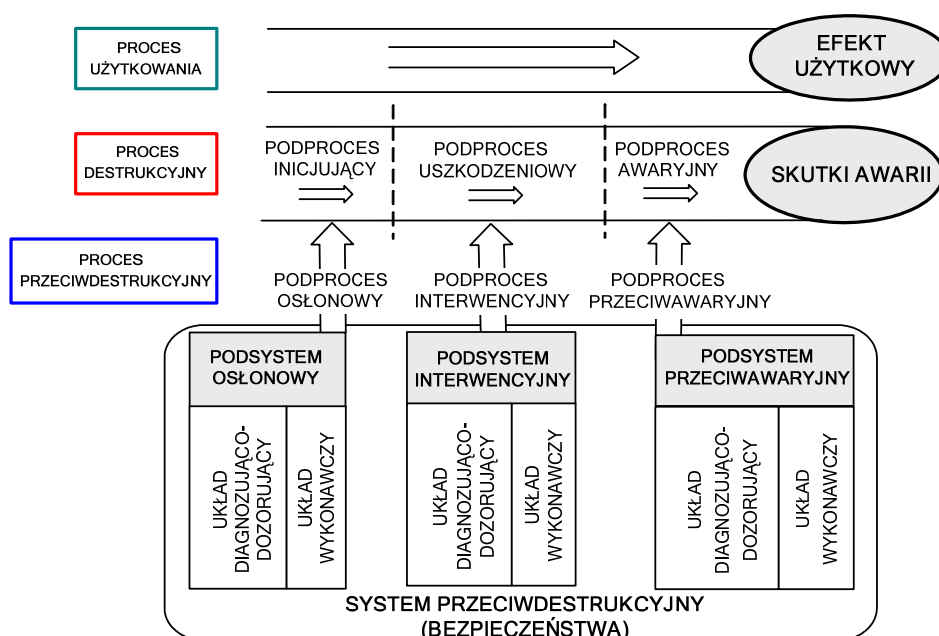 PROCES
UŻYTKOWANIA
EFEKT
UŻYTKOWY
PROCES
DESTRUKCYJNY
PODPROCES
INICJUJĄCY
PODPROCES
USZKODZENIOWY
PODPROCES
AWARYJNY
SKUTKI AWARII
PROCES
PRZECIWDESTRUKCYJNY
PODPROCES
OSŁONOWY
PODPROCES
INTERWENCYJNY
PODPROCES
PRZECIWAWARYJNY
PODSYSTEM
OSŁONOWY
PODSYSTEM
INTERWENCYJNY
PODSYSTEM
PRZECIWAWARYJNY
UKŁAD
DIAGNOZUJĄCO-
DOZORUJĄCY
UKŁAD
WYKONAWCZY
UKŁAD
DIAGNOZUJĄCO-
DOZORUJĄCY
UKŁAD
WYKONAWCZY
UKŁAD
DIAGNOZUJĄCO-
DOZORUJĄCY
UKŁAD
WYKONAWCZY
SYSTEM PRZECIWDESTRUKCYJNY
(BEZPIECZEŃSTWA)